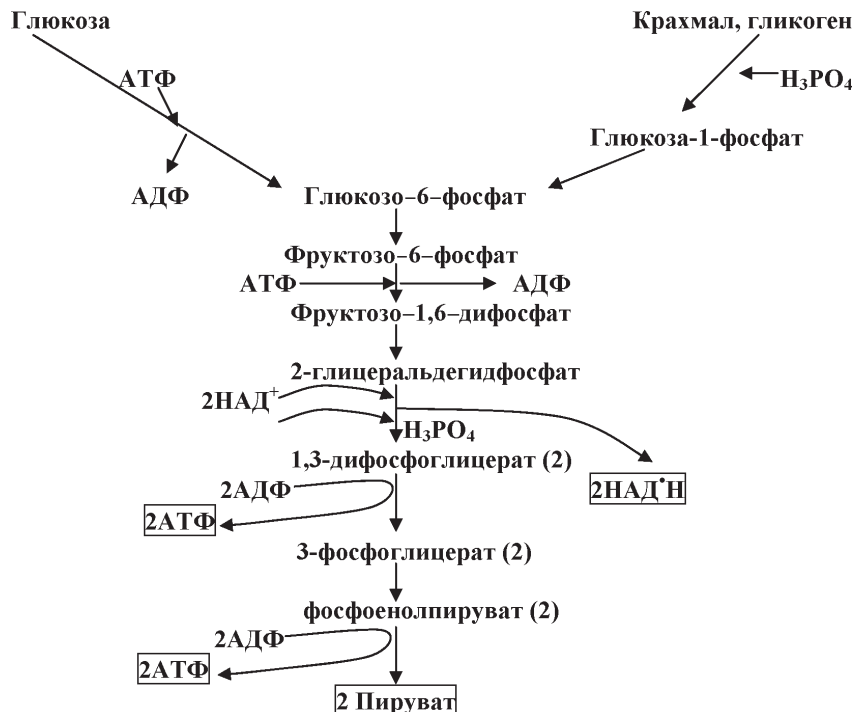 Глюкоза
Крахмал, гликоген
АТФ
H₃PO₄
Глюкоза-1-фосфат
АДФ
Глюкозо–6–фосфат
Фруктозо–6–фосфат
АТФ
АДФ
Фруктозо–1,6–дифосфат
2-глицеральдегидфосфат
2НАД⁺
H₃PO₄
1,3-дифосфоглицерат (2)
2АДФ
2НАД•Н
2АТФ
3-фосфоглицерат (2)
фосфоенолпируват (2)
2АДФ
2АТФ
2 Пируват